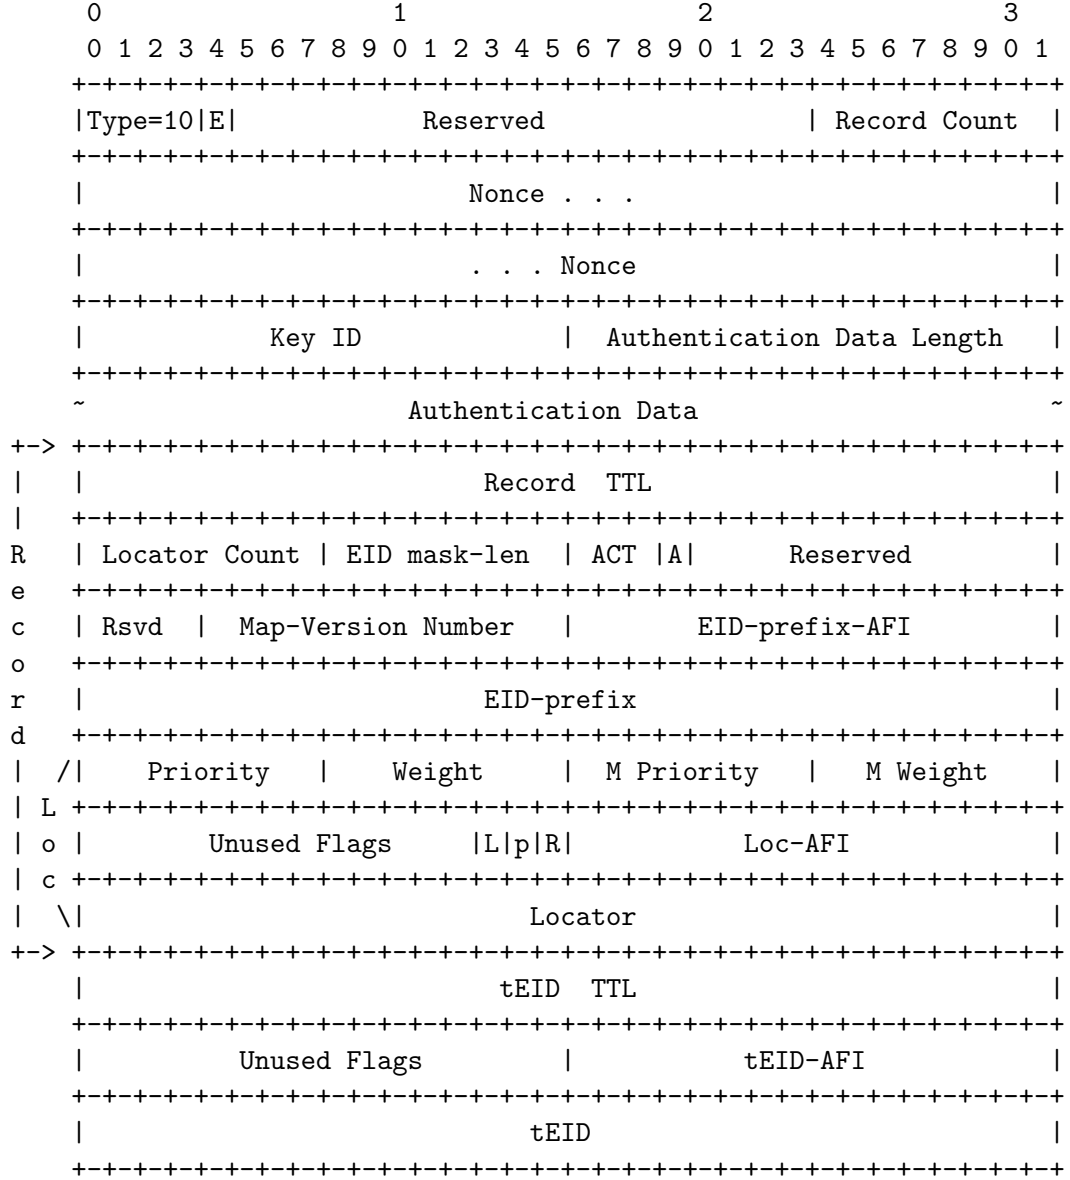 0                   1                   2                   3
0 1 2 3 4 5 6 7 8 9 0 1 2 3 4 5 6 7 8 9 0 1 2 3 4 5 6 7 8 9 0 1
    +-+-+-+-+-+-+-+-+-+-+-+-+-+-+-+-+-+-+-+-+-+-+-+-+-+-+-+-+-+-+-+-+
    |Type=10|E|            Reserved                 | Record Count  |
    +-+-+-+-+-+-+-+-+-+-+-+-+-+-+-+-+-+-+-+-+-+-+-+-+-+-+-+-+-+-+-+-+
    |                         Nonce . . .                           |
    +-+-+-+-+-+-+-+-+-+-+-+-+-+-+-+-+-+-+-+-+-+-+-+-+-+-+-+-+-+-+-+-+
    |                         . . . Nonce                           |
    +-+-+-+-+-+-+-+-+-+-+-+-+-+-+-+-+-+-+-+-+-+-+-+-+-+-+-+-+-+-+-+-+
    |            Key ID             |  Authentication Data Length   |
    +-+-+-+-+-+-+-+-+-+-+-+-+-+-+-+-+-+-+-+-+-+-+-+-+-+-+-+-+-+-+-+-+
    ~                     Authentication Data                       ~
+-> +-+-+-+-+-+-+-+-+-+-+-+-+-+-+-+-+-+-+-+-+-+-+-+-+-+-+-+-+-+-+-+-+
|   |                          Record  TTL                          |
|   +-+-+-+-+-+-+-+-+-+-+-+-+-+-+-+-+-+-+-+-+-+-+-+-+-+-+-+-+-+-+-+-+
R   | Locator Count | EID mask-len  | ACT |A|      Reserved         |
e   +-+-+-+-+-+-+-+-+-+-+-+-+-+-+-+-+-+-+-+-+-+-+-+-+-+-+-+-+-+-+-+-+
c   | Rsvd  |  Map-Version Number   |        EID-prefix-AFI         |
o   +-+-+-+-+-+-+-+-+-+-+-+-+-+-+-+-+-+-+-+-+-+-+-+-+-+-+-+-+-+-+-+-+
r   |                          EID-prefix                           |
d   +-+-+-+-+-+-+-+-+-+-+-+-+-+-+-+-+-+-+-+-+-+-+-+-+-+-+-+-+-+-+-+-+
|  /|    Priority   |    Weight     |  M Priority   |   M Weight    |
| L +-+-+-+-+-+-+-+-+-+-+-+-+-+-+-+-+-+-+-+-+-+-+-+-+-+-+-+-+-+-+-+-+
| o |        Unused Flags     |L|p|R|           Loc-AFI             |
| c +-+-+-+-+-+-+-+-+-+-+-+-+-+-+-+-+-+-+-+-+-+-+-+-+-+-+-+-+-+-+-+-+
|  \|                             Locator                           |
+-> +-+-+-+-+-+-+-+-+-+-+-+-+-+-+-+-+-+-+-+-+-+-+-+-+-+-+-+-+-+-+-+-+
    |                           tEID  TTL                           |
    +-+-+-+-+-+-+-+-+-+-+-+-+-+-+-+-+-+-+-+-+-+-+-+-+-+-+-+-+-+-+-+-+
    |          Unused Flags         |           tEID-AFI            |
    +-+-+-+-+-+-+-+-+-+-+-+-+-+-+-+-+-+-+-+-+-+-+-+-+-+-+-+-+-+-+-+-+
    |                             tEID                              |
    +-+-+-+-+-+-+-+-+-+-+-+-+-+-+-+-+-+-+-+-+-+-+-+-+-+-+-+-+-+-+-+-+